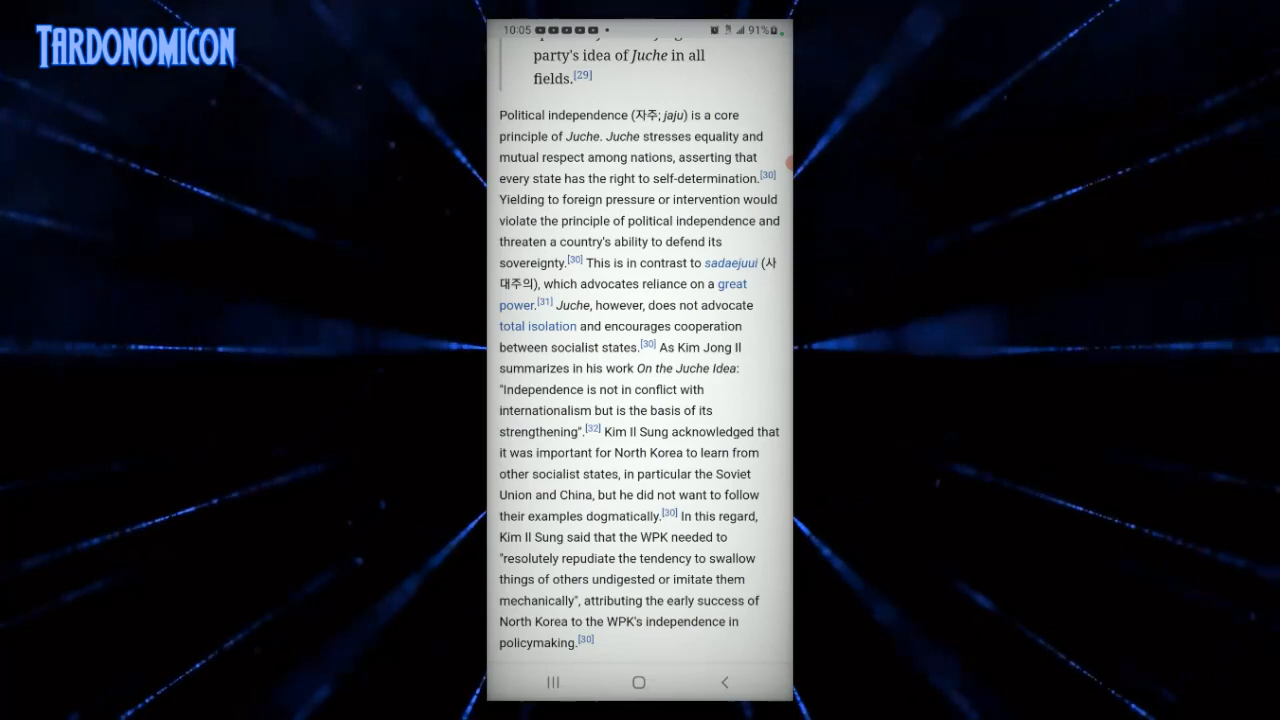 TARDONOMICON
10:05
91%
party's idea of Juche in all
fields.[29]
Political independence (자주; jaju) is a core
principle of Juche. Juche stresses equality and
mutual respect among nations, asserting that
every state has the right to self-determination.[30]
Yielding to foreign pressure or intervention would
violate the principle of political independence and
threaten a country's ability to defend its
sovereignty.[30] This is in contrast to sadaejuui (사
대주의), which advocates reliance on a great
power.[31] Juche, however, does not advocate
total isolation and encourages cooperation
between socialist states.[30] As Kim Jong Il
summarizes in his work On the Juche Idea:
"Independence is not in conflict with
internationalism but is the basis of its
strengthening".[32] Kim Il Sung acknowledged that
it was important for North Korea to learn from
other socialist states, in particular the Soviet
Union and China, but he did not want to follow
their examples dogmatically.[30] In this regard,
Kim Il Sung said that the WPK needed to
"resolutely repudiate the tendency to swallow
things of others undigested or imitate them
mechanically", attributing the early success of
North Korea to the WPK's independence in
policymaking.[30]